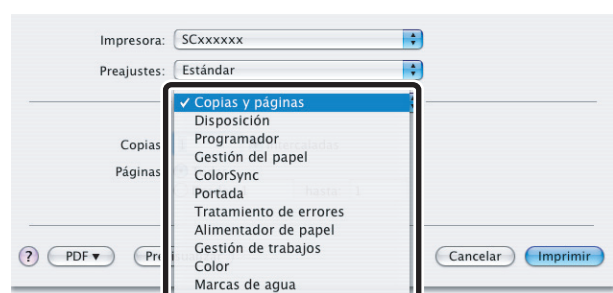 Impresora: SCxxxxxx
Preajustes: Estándar
✓ Copias y páginas
Disposición
Copias Programador
Gestión del papel
Páginas ColorSync
Portada
Tratamiento de errores
Alimentador de papel
Gestión de trabajos
? PDF▼ Pre Color Cancelar Imprimir
Marcas de agua